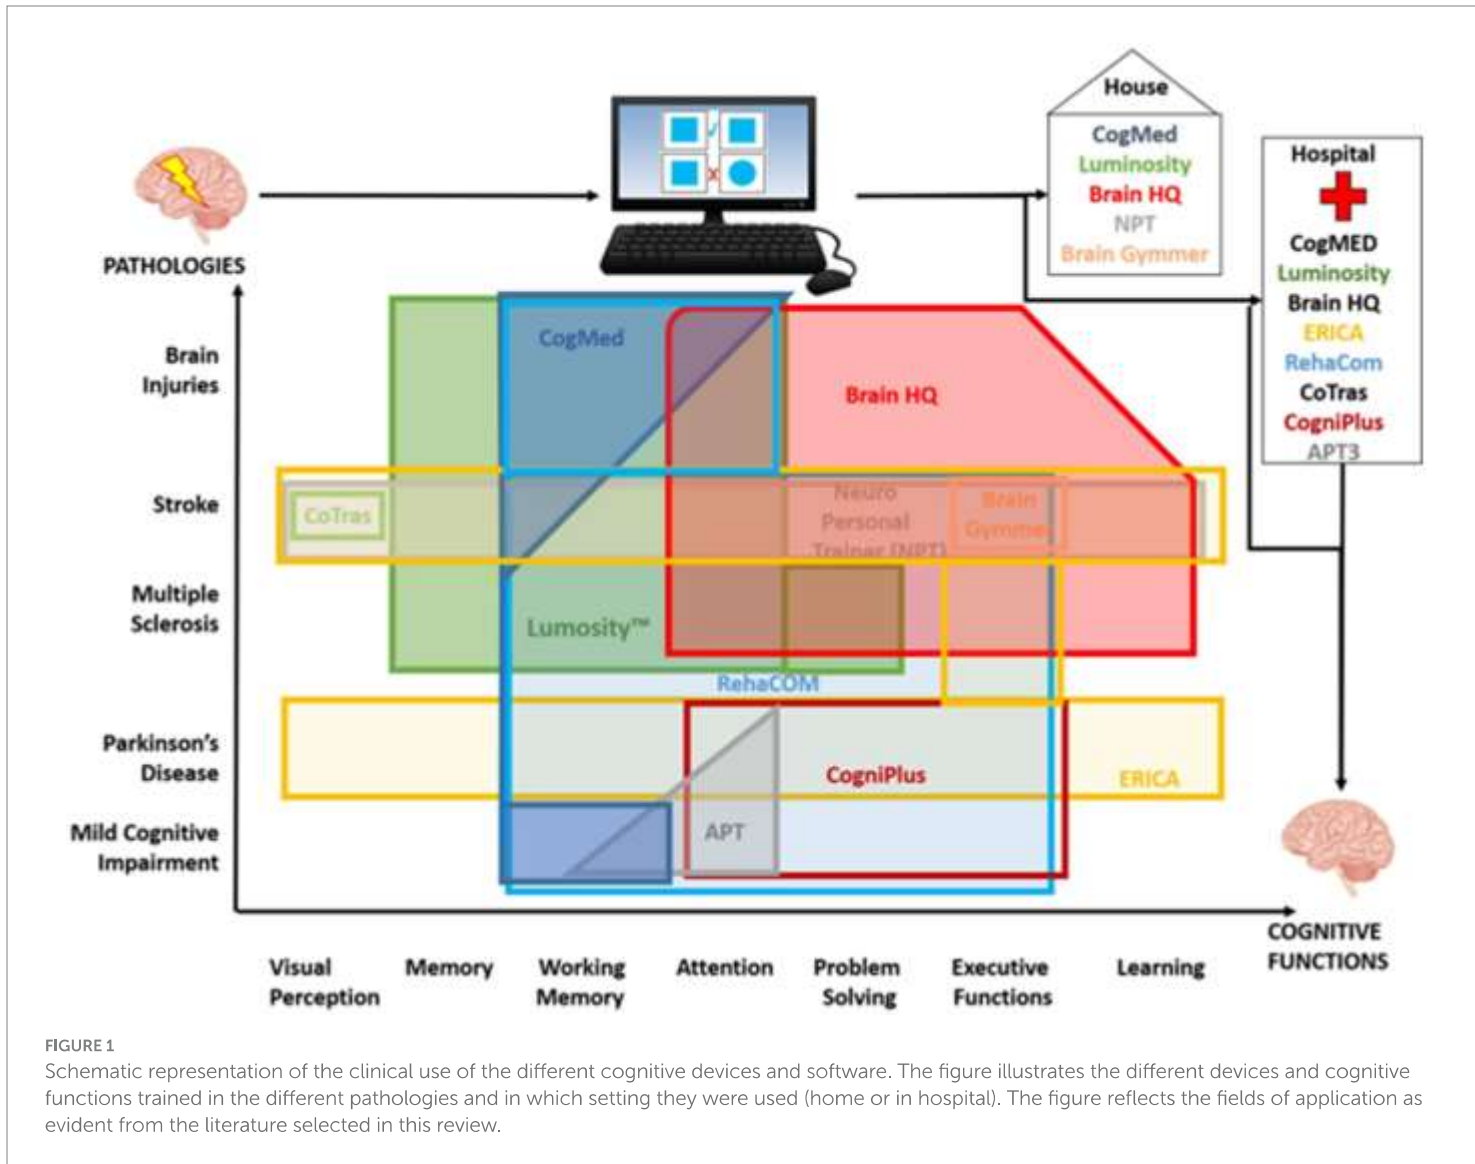 House
CogMed
Luminosity
Brain HQ
NPT
Brain Gymmer
Hospital
CogMED
Luminosity
Brain HQ
ERICA
RehaCom
CoTras
CogniPlus
APT3
PATHOLOGIES
Brain
Injuries
Stroke
Multiple
Sclerosis
Parkinson's
Disease
Mild Cognitive
Impairment
CogMed
Brain HQ
CoTras
Neuro
Personal
Trainer (NPT)
Brain
Gymme
Lumosity™
RehaCOM
CogniPlus
ERICA
APT
COGNITIVE
FUNCTIONS
Visual
Perception
Memory
Working
Memory
Attention
Problem
Solving
Executive
Functions
Learning
FIGURE 1
Schematic representation of the clinical use of the different cognitive devices and software. The figure illustrates the different devices and cognitive
functions trained in the different pathologies and in which setting they were used (home or in hospital). The figure reflects the fields of application as
evident from the literature selected in this review.